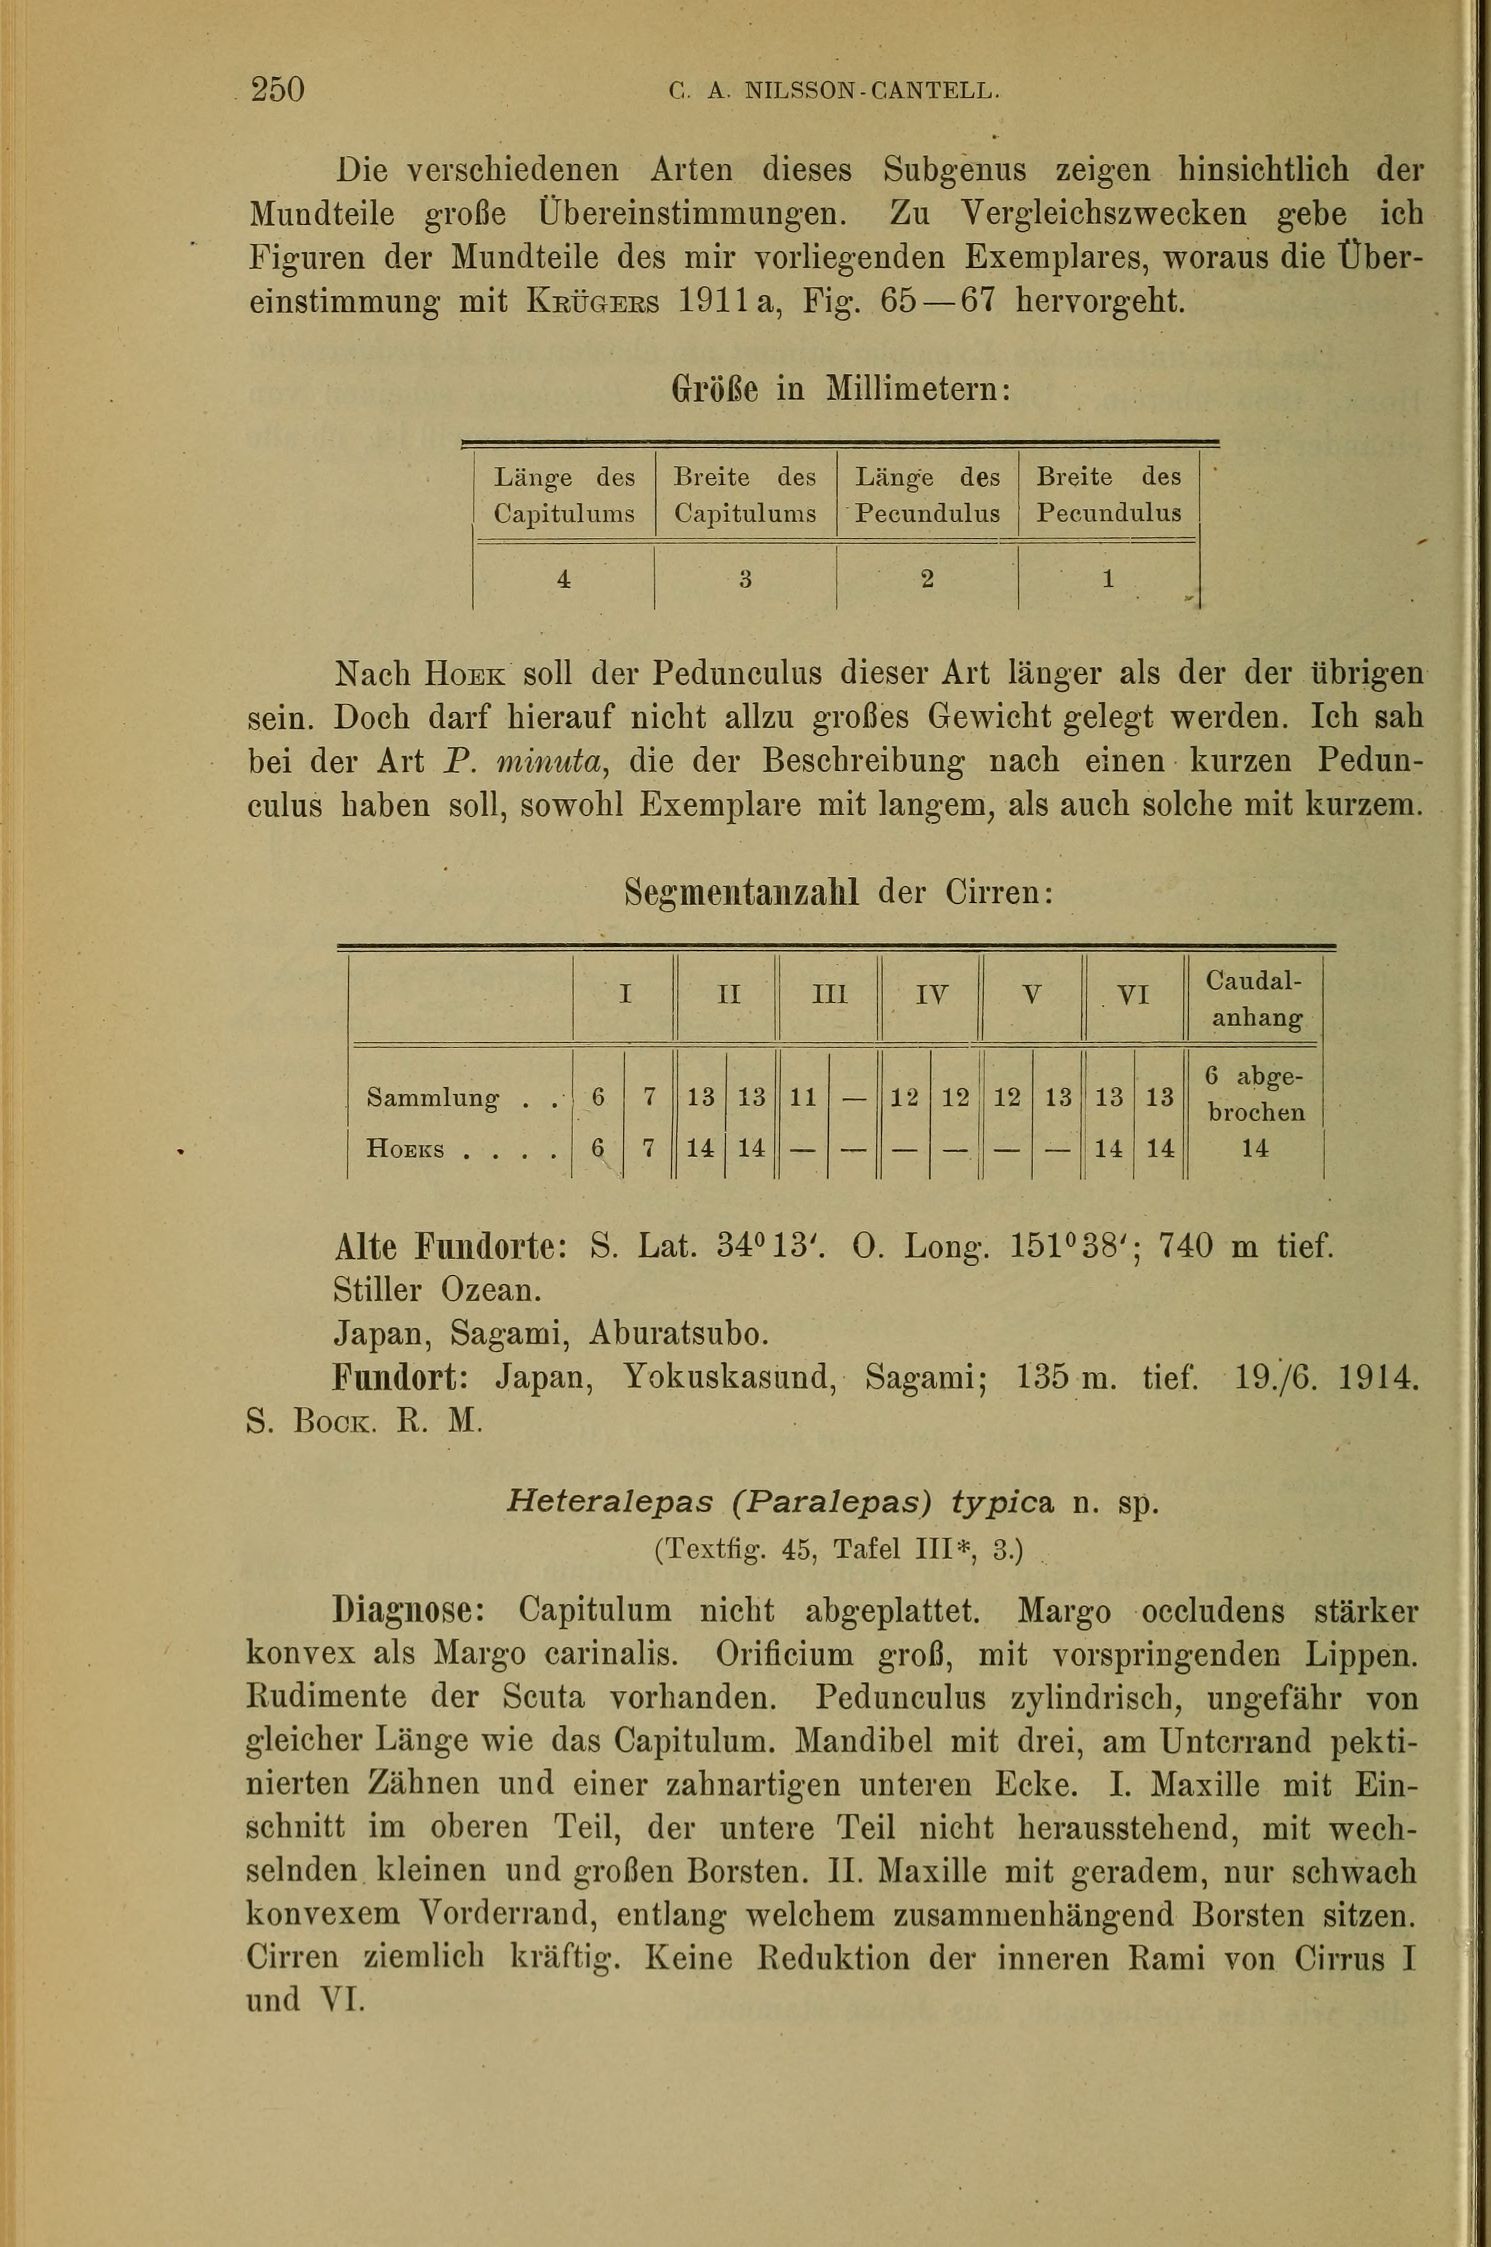 250
C. A. NILSSON-CANTELL.
Die verschiedenen Arten dieses Subgenus zeigen hinsichtlich der
Mundteile große Übereinstimmungen. Zu Vergleichszwecken gebe ich
Figuren der Mundteile des mir vorliegenden Exemplares, woraus die Über-
einstimmung mit KRÜGERS 1911a, Fig. 65—67 hervorgeht.
Größe in Millimetern:
Länge des Breite des Länge des Breite des
Capitulums Capitulums Pecundulus Pecundulus
4 3 2 1
Nach HOEK soll der Pedunculus dieser Art länger als der der übrigen
sein. Doch darf hierauf nicht allzu großes Gewicht gelegt werden. Ich sah
bei der Art P. minuta, die der Beschreibung nach einen kurzen Pedun-
culus haben soll, sowohl Exemplare mit langem, als auch solche mit kurzem.
Segmentanzahl der Cirren:
I II III IV V VI Caudal-
anhang
Sammlung . . 6 7 13 13 11 — 12 12 12 13 13 13 6 abge-
brochen
HOEKS . . . . 6 7 14 14 — — — — — — 14 14 14
Alte Fundorte: S. Lat. 34°13′. O. Long. 151°38′; 740 m tief.
Stiller Ozean.
Japan, Sagami, Aburatsubo.
Fundort: Japan, Yokuskasund, Sagami; 135 m. tief. 19./6. 1914.
S. BOCK. R. M.
Heteralepas (Paralepas) typica n. sp.
(Textfig. 45, Tafel III*, 3.)
Diagnose: Capitulum nicht abgeplattet. Margo occludens stärker
konvex als Margo carinalis. Orificium groß, mit vorspringenden Lippen.
Rudimente der Scuta vorhanden. Pedunculus zylindrisch, ungefähr von
gleicher Länge wie das Capitulum. Mandibel mit drei, am Unterrand pekti-
nierten Zähnen und einer zahnartigen unteren Ecke. I. Maxille mit Ein-
schnitt im oberen Teil, der untere Teil nicht herausstehend, mit wech-
selnden kleinen und großen Borsten. II. Maxille mit geradem, nur schwach
konvexem Vorderrand, entlang welchem zusammenhängend Borsten sitzen.
Cirren ziemlich kräftig. Keine Reduktion der inneren Rami von Cirrus I
und VI.